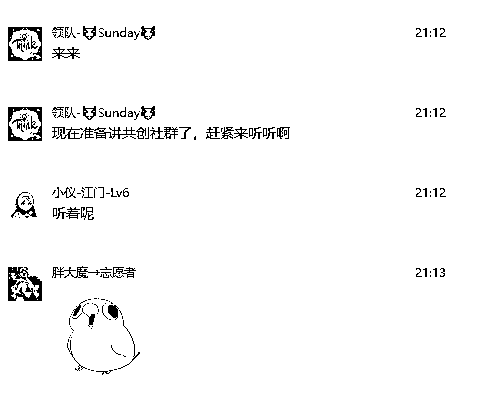 Think
领队-😈Sunday😈
21:12
来来
Think
领队-😈Sunday😈
21:12
现在准备讲共创社群了，赶紧来听听啊
小仪-江门-Lv6
21:12
听着呢
胖大魔→志愿者
21:13